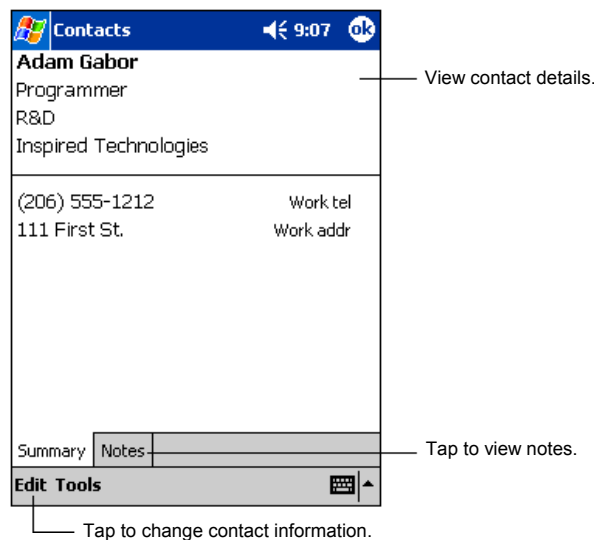 Contacts 9:07 ok
Adam Gabor
Programmer
R&D
Inspired Technologies
View contact details.
(206) 555-1212 Work tel
111 First St. Work addr
Summary Notes
Tap to view notes.
Edit Tools
Tap to change contact information.